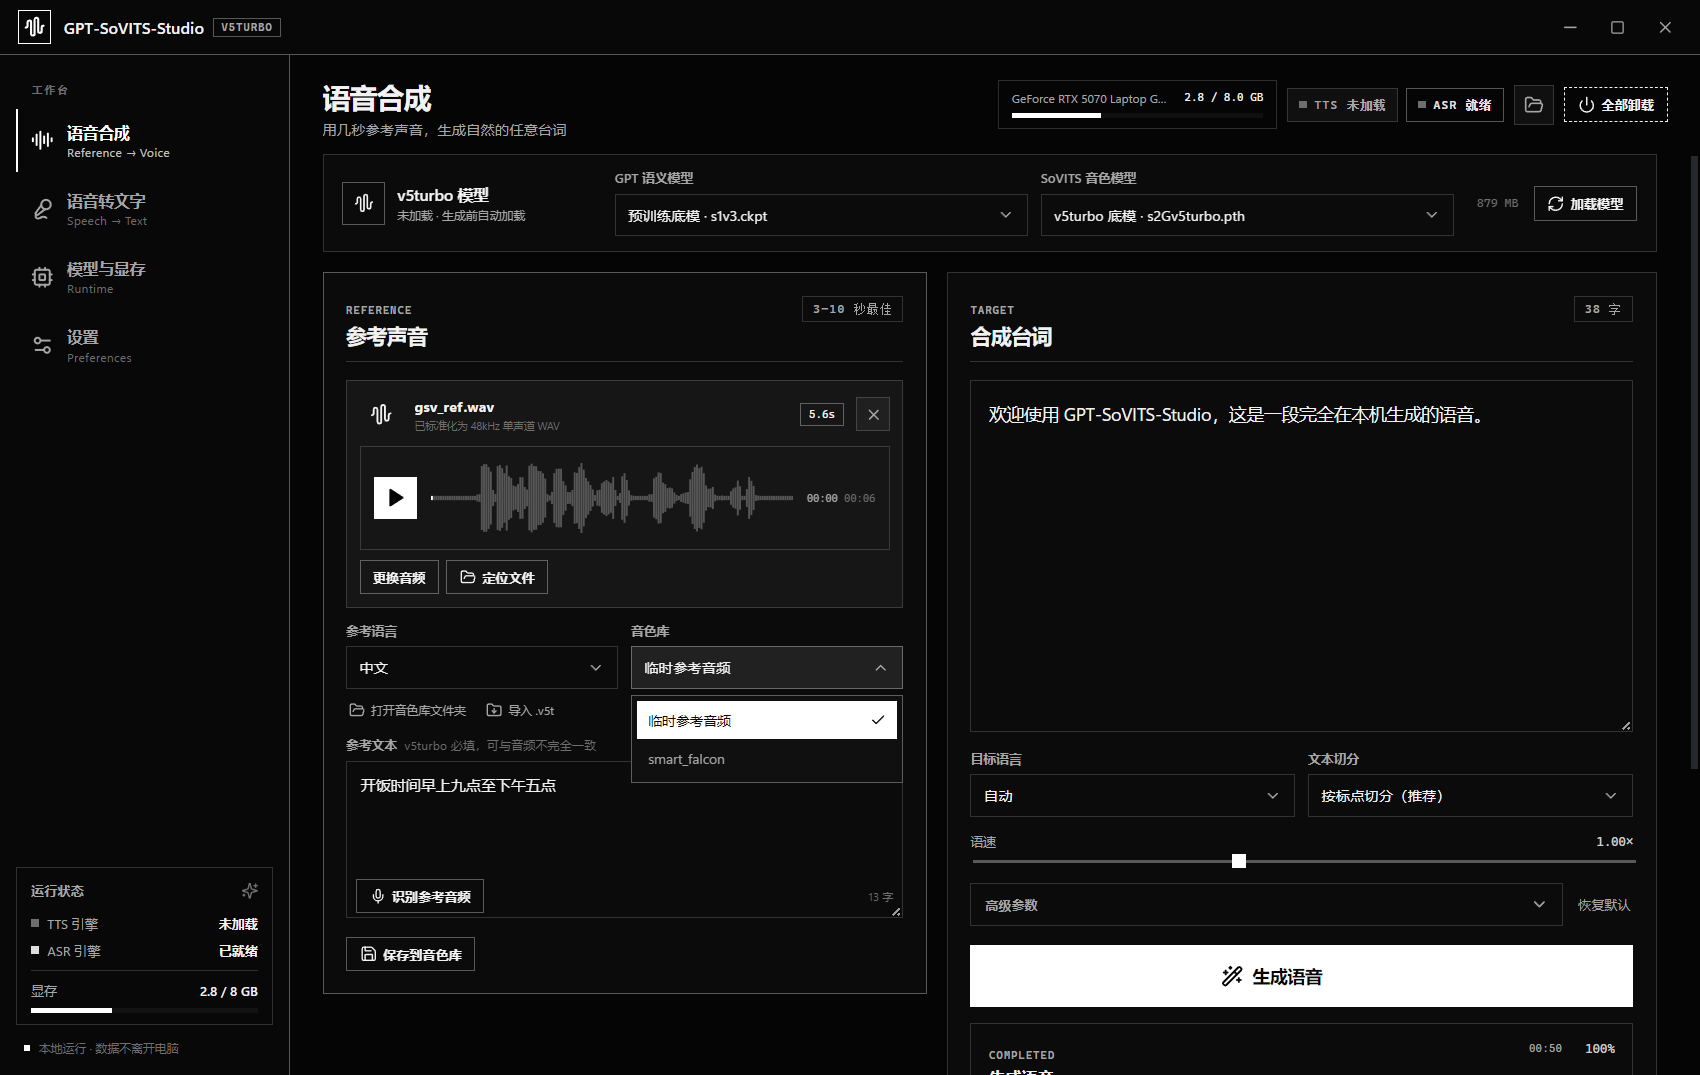 GPT-SoVITS-Studio V5TURBO
工作台
语音合成
Reference → Voice
语音转文字
Speech → Text
模型与显存
Runtime
设置
Preferences
运行状态
TTS 引擎 未加载
ASR 引擎 已就绪
显存 2.8 / 8 GB
本地运行 · 数据不离开电脑
语音合成
用几秒参考声音，生成自然的任意台词
GeForce RTX 5070 Laptop G... 2.8 / 8.0 GB
TTS 未加载
ASR 就绪
全部卸载
v5turbo 模型
未加载 · 生成前自动加载
GPT 语义模型
预训练底模 · s1v3.ckpt
SoVITS 音色模型
v5turbo 底模 · s2Gv5turbo.pth
879 MB
加载模型
REFERENCE
参考声音
3–10 秒最佳
gsv_ref.wav
已标准化为 48kHz 单声道 WAV
5.6s
00:00 00:06
更换音频
定位文件
参考语言
中文
音色库
临时参考音频
临时参考音频
smart_falcon
打开音色库文件夹
导入 .v5t
参考文本 v5turbo 必填，可与音频不完全一致
开饭时间早上九点至下午五点
识别参考音频
13 字
保存到音色库
TARGET
合成台词
38 字
欢迎使用 GPT-SoVITS-Studio，这是一段完全在本机生成的语音。
目标语言
自动
文本切分
按标点切分（推荐）
语速 1.00×
高级参数
恢复默认
生成语音
COMPLETED
00:50 100%
生成语音